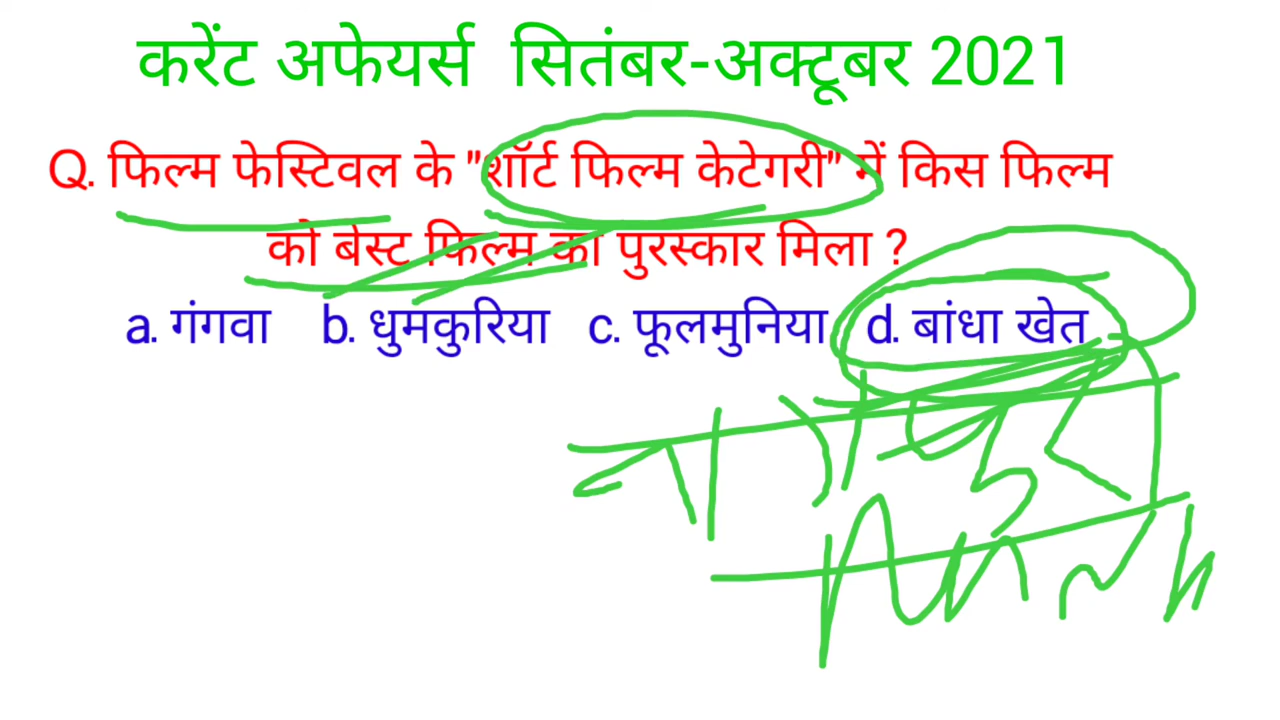 करेंट अफेयर्स सितंबर-अक्टूबर 2021
Q. फिल्म फेस्टिवल के "शॉर्ट फिल्म केटेगरी" में किस फिल्म
को बेस्ट फिल्म का पुरस्कार मिला ?
a. गंगवा b. धुमकुरिया c. फूलमुनिया d. बांधा खेत